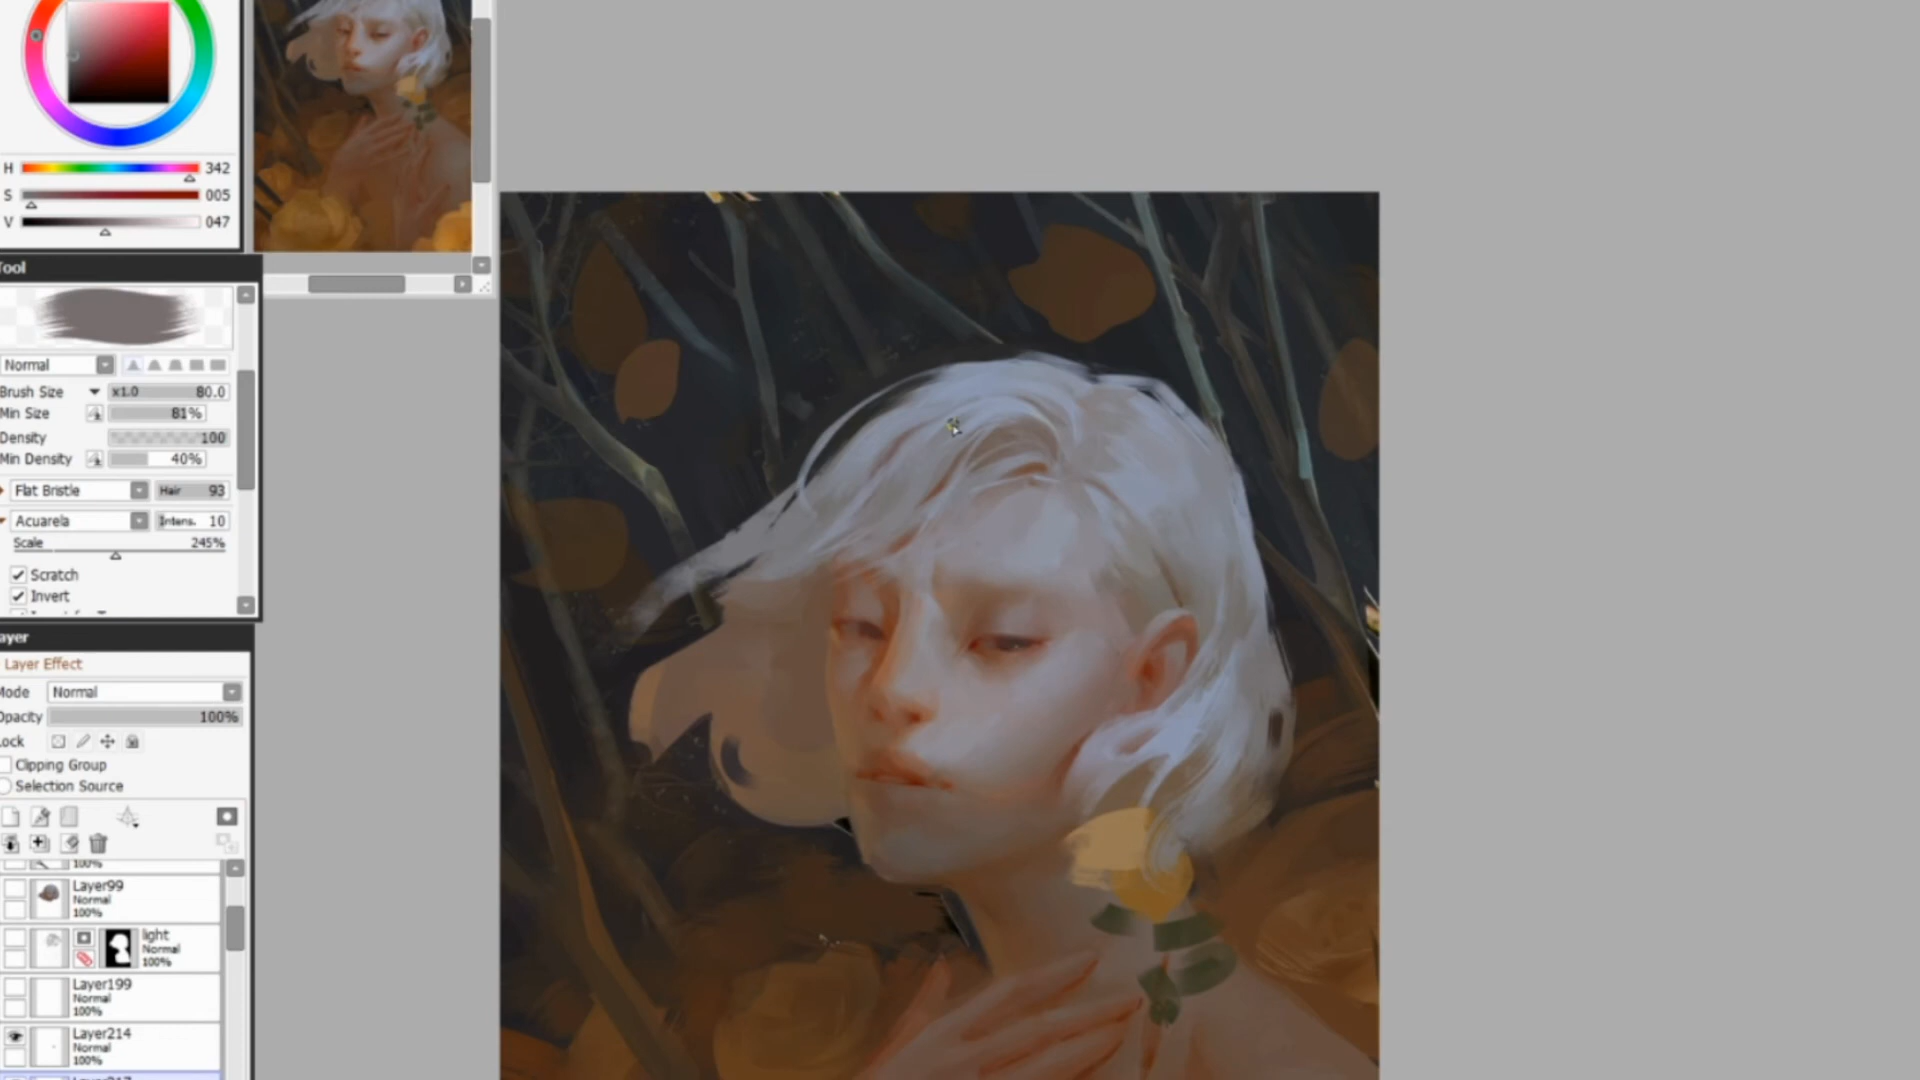 H 342
S 005
V 047
Tool
Normal
Brush Size x1.0 80.0
Min Size 81%
Density 100
Min Density 40%
Flat Bristle Hair 93
Acuarela Intens. 10
Scale 245%
Scratch
Invert
ayer
Layer Effect
Mode Normal
Opacity 100%
ock
Clipping Group
Selection Source
100%
Layer99
Normal
100%
light
Normal
100%
Layer199
Normal
100%
Layer214
Normal
100%